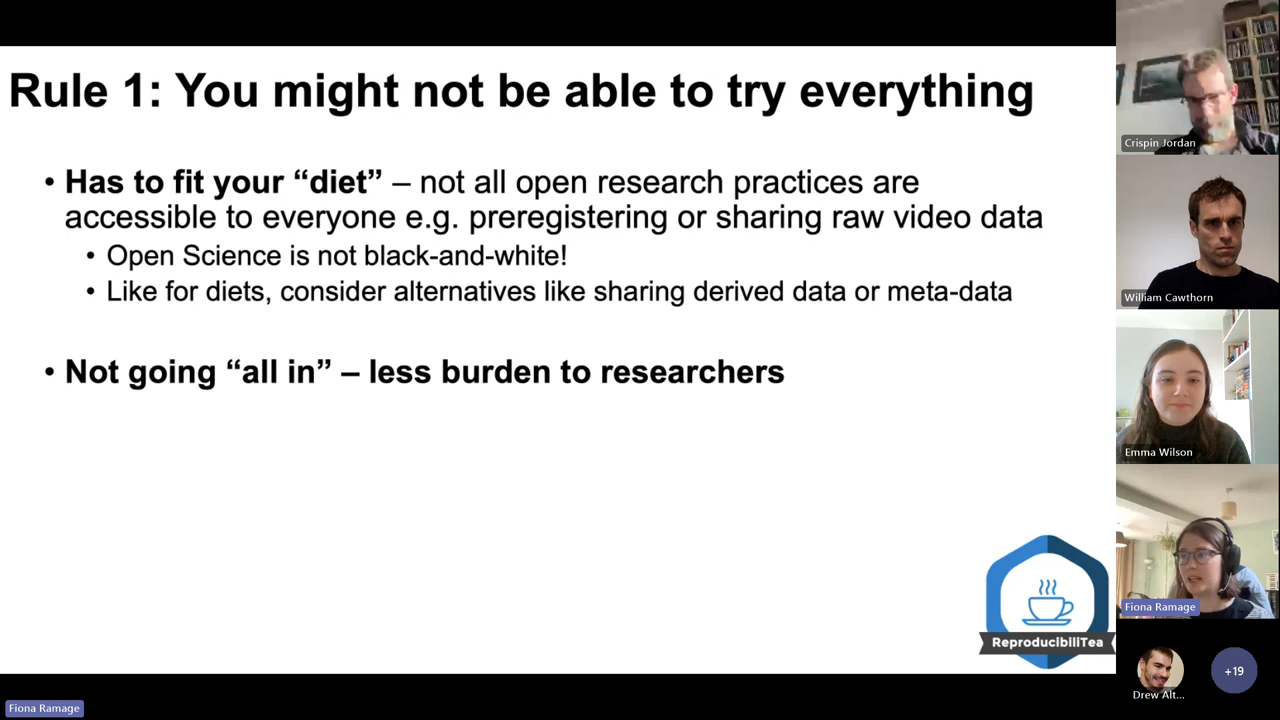 Rule 1: You might not be able to try everything
• Has to fit your “diet” – not all open research practices are
accessible to everyone e.g. preregistering or sharing raw video data
• Open Science is not black-and-white!
• Like for diets, consider alternatives like sharing derived data or meta-data
• Not going “all in” – less burden to researchers
ReproducibiliTea
Crispin Jordan
William Cawthorn
Emma Wilson
Fiona Ramage
Drew Alt...
+19
Fiona Ramage